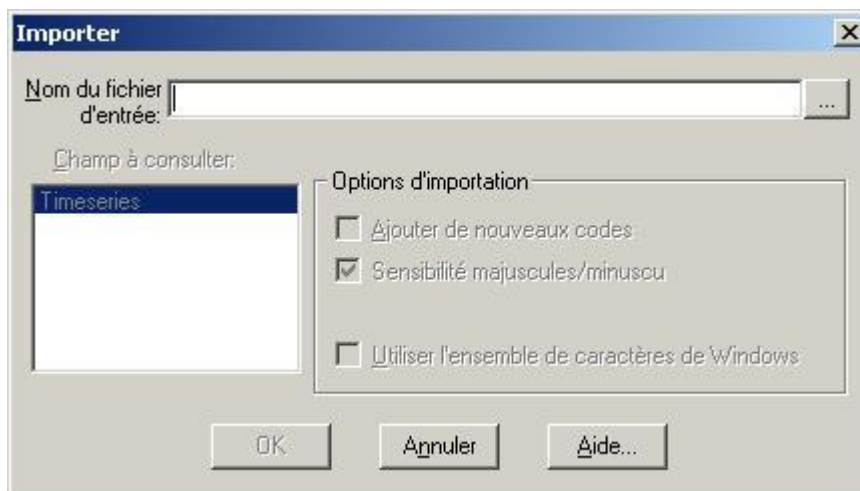 Importer
Nom du fichier
d'entrée:
...
Champ à consulter:
Timeseries
Options d'importation
Ajouter de nouveaux codes
Sensibilité majuscules/minuscu
Utiliser l'ensemble de caractères de Windows
OK
Annuler
Aide...